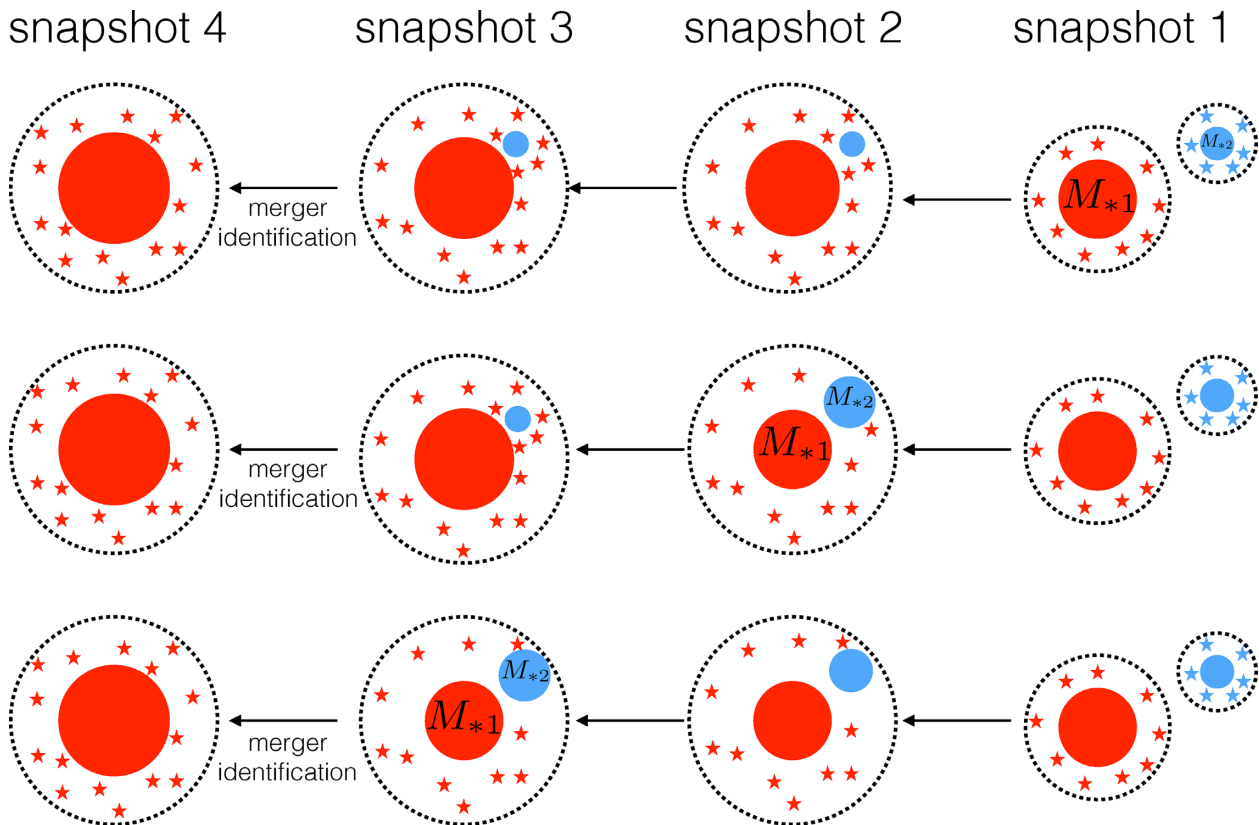 snapshot 4 snapshot 3 snapshot 2 snapshot 1
M*2
M*1
merger
identification
M*2
M*1
merger
identification
M*2
M*1
merger
identification